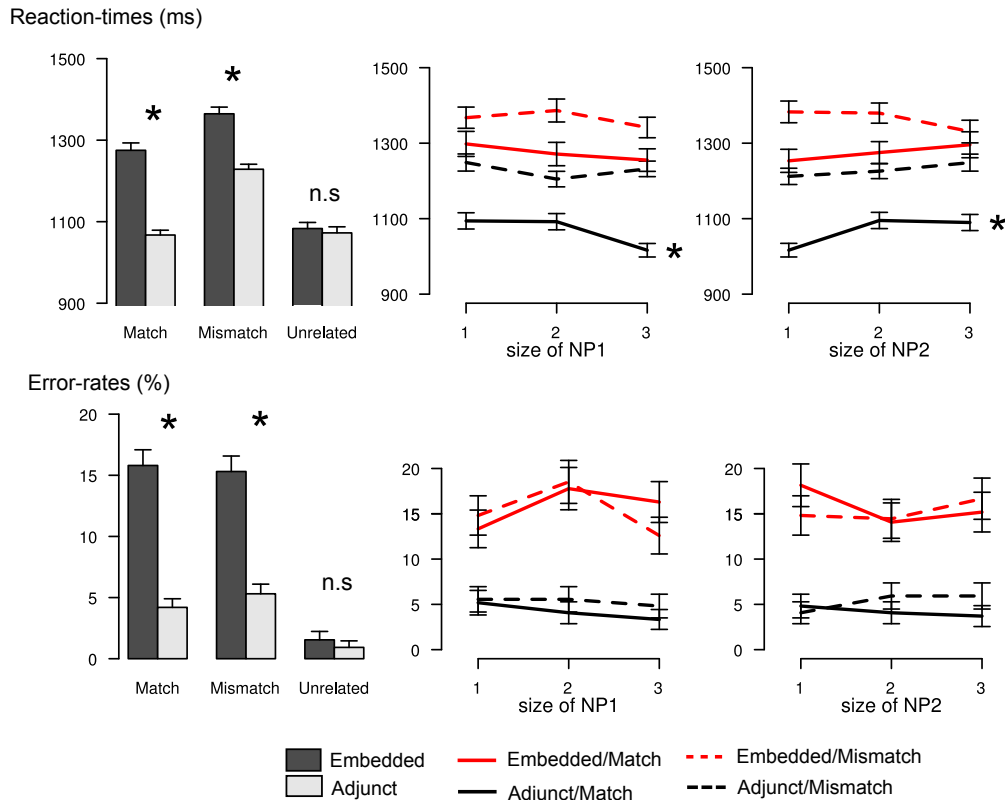 Reaction-times (ms)
1500
1300
1100
900
*
*
n.s
Match
Mismatch
Unrelated
1500
1300
1100
900
*
1
2
3
size of NP1
1500
1300
1100
900
*
1
2
3
size of NP2
Error-rates (%)
20
15
10
5
0
*
*
n.s
Match
Mismatch
Unrelated
20
15
10
5
0
1
2
3
size of NP1
20
15
10
5
0
1
2
3
size of NP2
Embedded
Adjunct
Embedded/Match
Adjunct/Match
Embedded/Mismatch
Adjunct/Mismatch